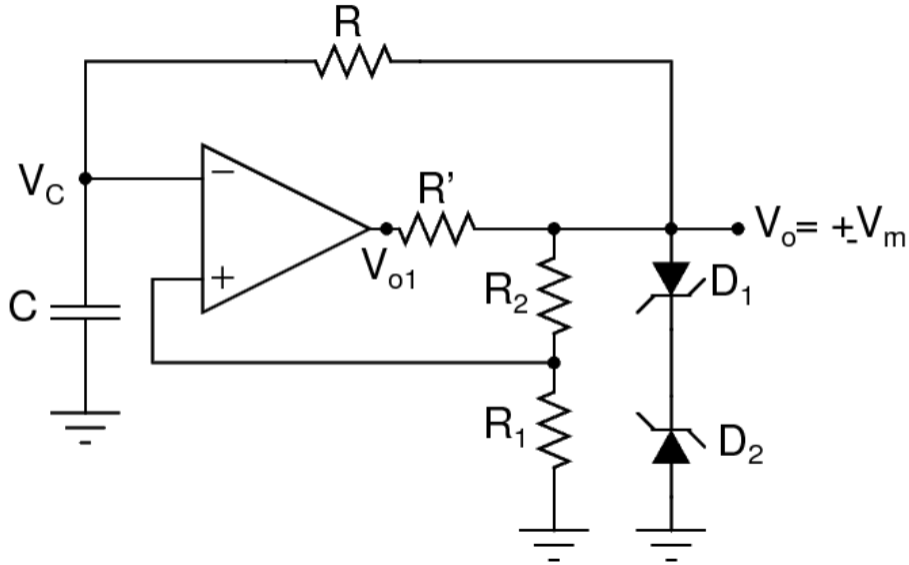 R
V_C
−
R’
V_o= ±V_m
+
V_o1
R_2
D_1
C
R_1
D_2